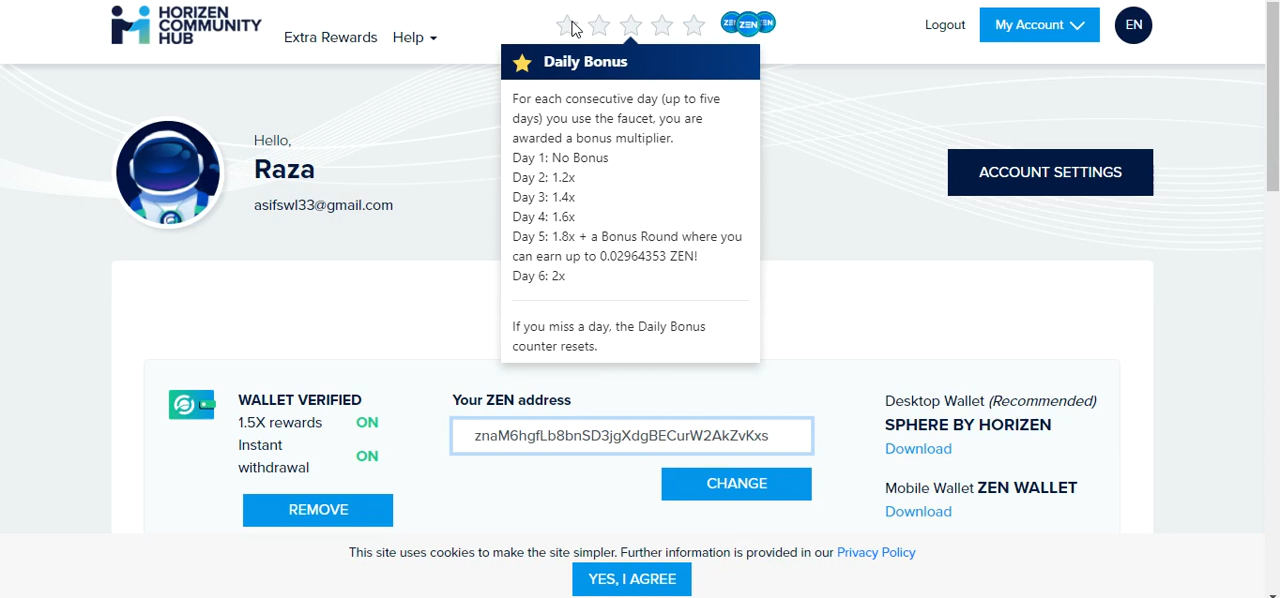 HORIZEN
COMMUNITY
HUB
Extra Rewards Help
ZEN
Logout
My Account
EN
Daily Bonus
For each consecutive day (up to five
days) you use the faucet, you are
awarded a bonus multiplier.
Day 1: No Bonus
Day 2: 1.2x
Day 3: 1.4x
Day 4: 1.6x
Day 5: 1.8x + a Bonus Round where you
can earn up to 0.02964353 ZEN!
Day 6: 2x
If you miss a day, the Daily Bonus
counter resets.
Hello,
Raza
asifswl33@gmail.com
ACCOUNT SETTINGS
WALLET VERIFIED
1.5X rewards ON
Instant
withdrawal ON
REMOVE
Your ZEN address
znaM6hgfLb8bnSD3jgXdgBECurW2AkZvKxs
CHANGE
Desktop Wallet (Recommended)
SPHERE BY HORIZEN
Download
Mobile Wallet ZEN WALLET
Download
This site uses cookies to make the site simpler. Further information is provided in our Privacy Policy
YES, I AGREE